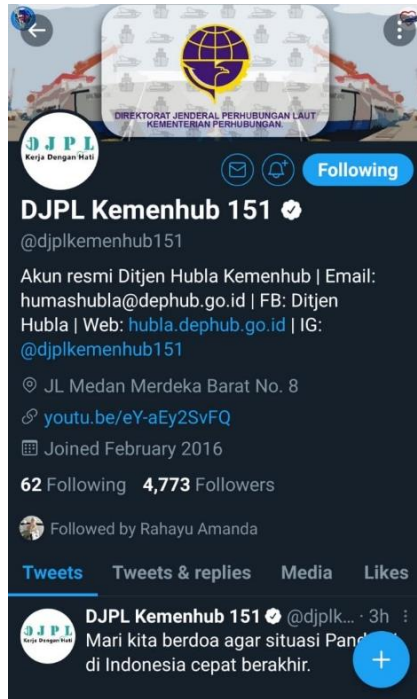 DIREKTORAT JENDERAL PERHUBUNGAN LAUT
KEMENTERIAN PERHUBUNGAN.
D J P L
Kerja Dengan Hati
Following
DJPL Kemenhub 151
@djplkemenhub151
Akun resmi Ditjen Hubla Kemenhub | Email:
humashubla@dephub.go.id | FB: Ditjen
Hubla | Web: hubla.dephub.go.id | IG:
@djplkemenhub151
JL Medan Merdeka Barat No. 8
youtu.be/eY-aEy2SvFQ
Joined February 2016
62 Following 4,773 Followers
Followed by Rahayu Amanda
Tweets Tweets & replies Media Likes
D J P L
Kerja Dengan Hati
DJPL Kemenhub 151 @djplk... · 3h
Mari kita berdoa agar situasi
di Indonesia cepat berakhir.